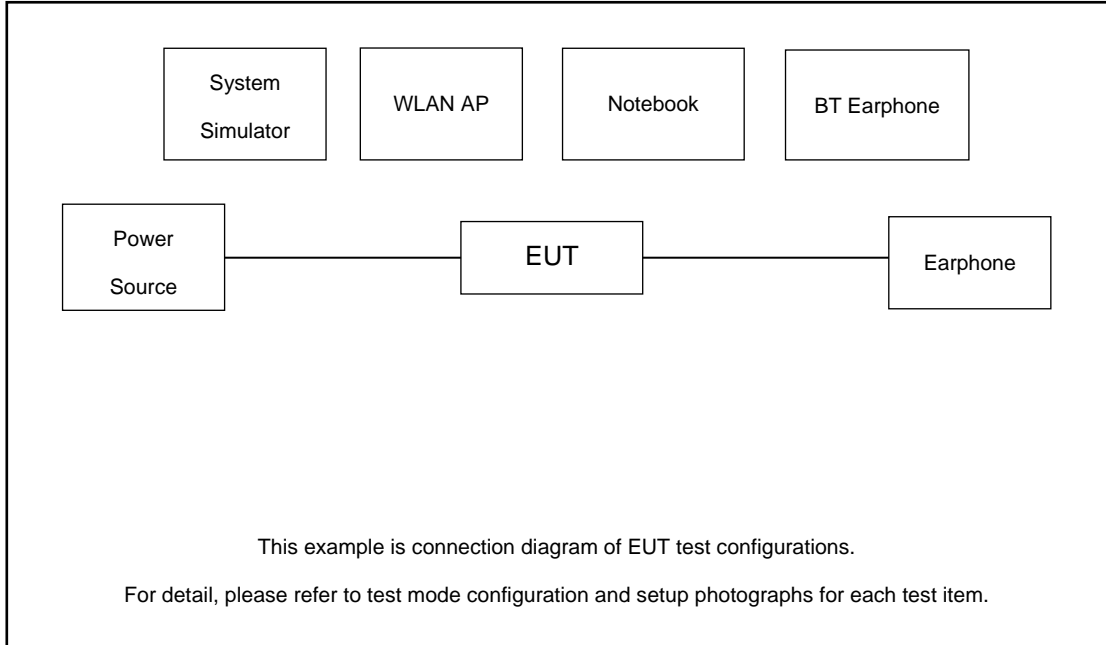 System
Simulator
WLAN AP
Notebook
BT Earphone
Power
Source
EUT
Earphone
This example is connection diagram of EUT test configurations.
For detail, please refer to test mode configuration and setup photographs for each test item.